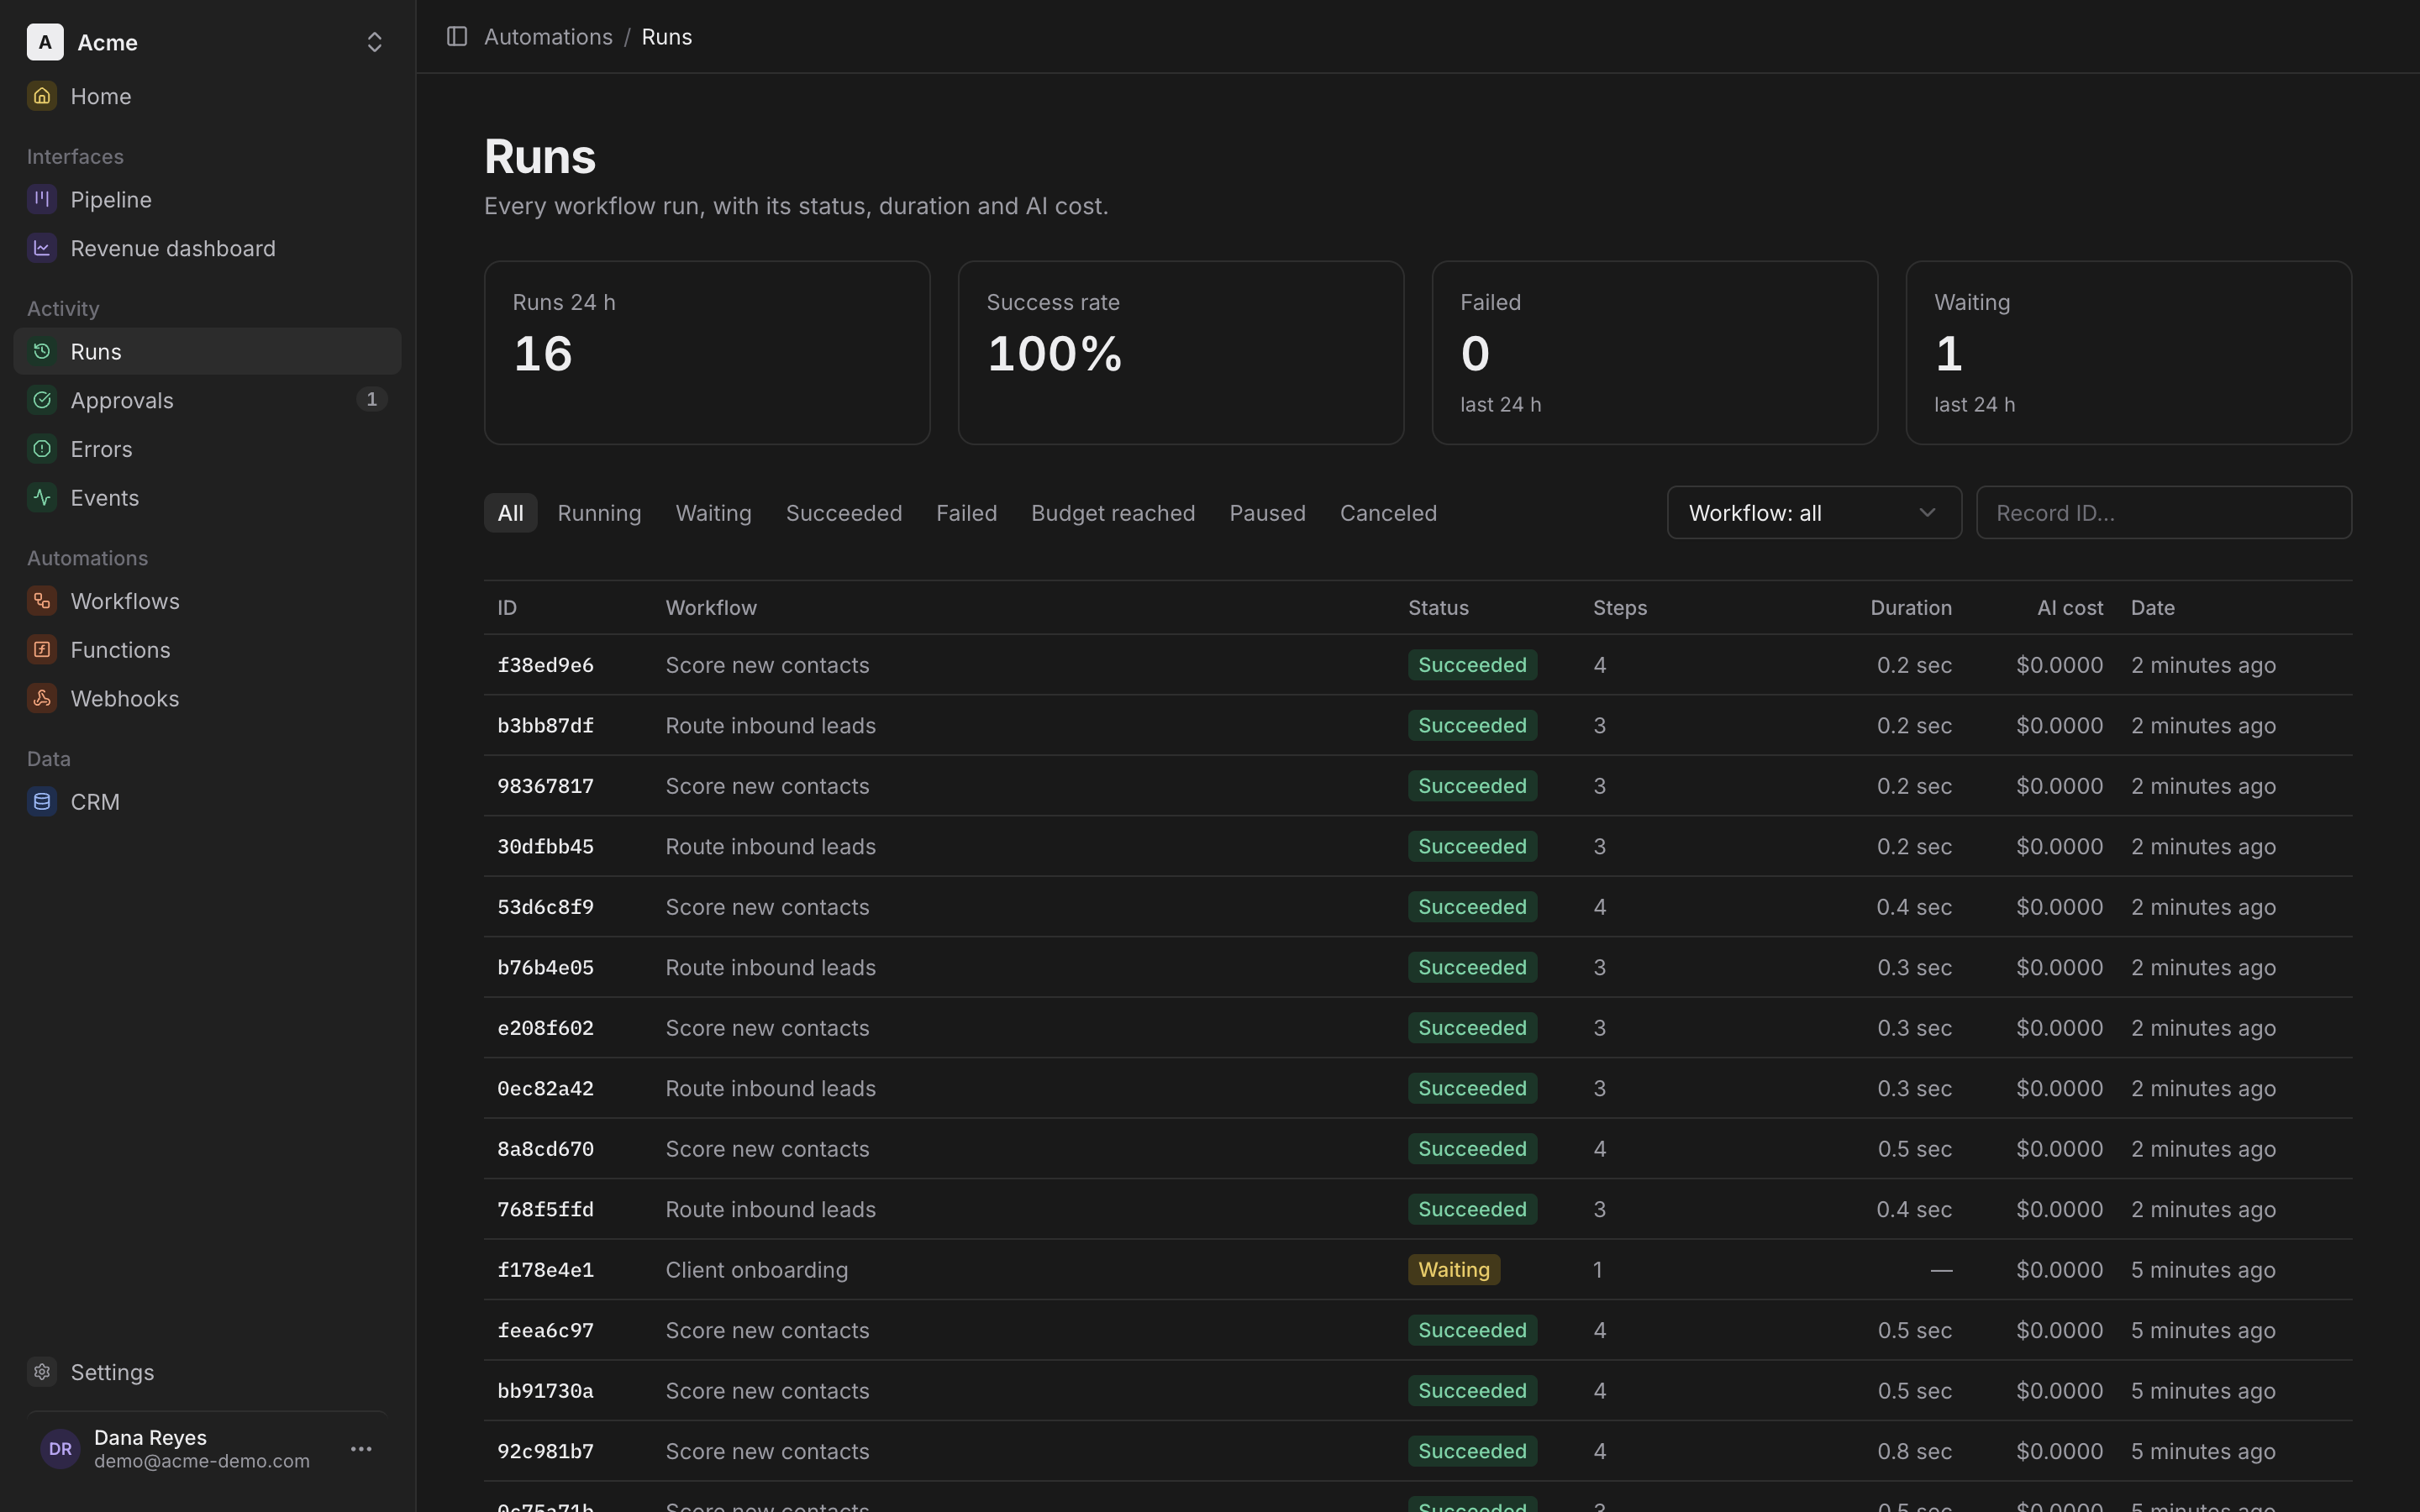 A Acme
Home
Interfaces
Pipeline
Revenue dashboard
Activity
Runs
Approvals 1
Errors
Events
Automations
Workflows
Functions
Webhooks
Data
CRM
Settings
DR Dana Reyes
demo@acme-demo.com
Automations / Runs
Runs
Every workflow run, with its status, duration and AI cost.
Runs 24 h
16
Success rate
100%
Failed
0
last 24 h
Waiting
1
last 24 h
All Running Waiting Succeeded Failed Budget reached Paused Canceled Workflow: all Record ID...
ID Workflow Status Steps Duration AI cost Date
f38ed9e6 Score new contacts Succeeded 4 0.2 sec $0.0000 2 minutes ago
b3bb87df Route inbound leads Succeeded 3 0.2 sec $0.0000 2 minutes ago
98367817 Score new contacts Succeeded 3 0.2 sec $0.0000 2 minutes ago
30dfbb45 Route inbound leads Succeeded 3 0.2 sec $0.0000 2 minutes ago
53d6c8f9 Score new contacts Succeeded 4 0.4 sec $0.0000 2 minutes ago
b76b4e05 Route inbound leads Succeeded 3 0.3 sec $0.0000 2 minutes ago
e208f602 Score new contacts Succeeded 3 0.3 sec $0.0000 2 minutes ago
0ec82a42 Route inbound leads Succeeded 3 0.3 sec $0.0000 2 minutes ago
8a8cd670 Score new contacts Succeeded 4 0.5 sec $0.0000 2 minutes ago
768f5ffd Route inbound leads Succeeded 3 0.4 sec $0.0000 2 minutes ago
f178e4e1 Client onboarding Waiting 1 — $0.0000 5 minutes ago
feea6c97 Score new contacts Succeeded 4 0.5 sec $0.0000 5 minutes ago
bb91730a Score new contacts Succeeded 4 0.5 sec $0.0000 5 minutes ago
92c981b7 Score new contacts Succeeded 4 0.8 sec $0.0000 5 minutes ago
Score new contacts Succeeded 0.5 sec $0.0000 5 minutes ago